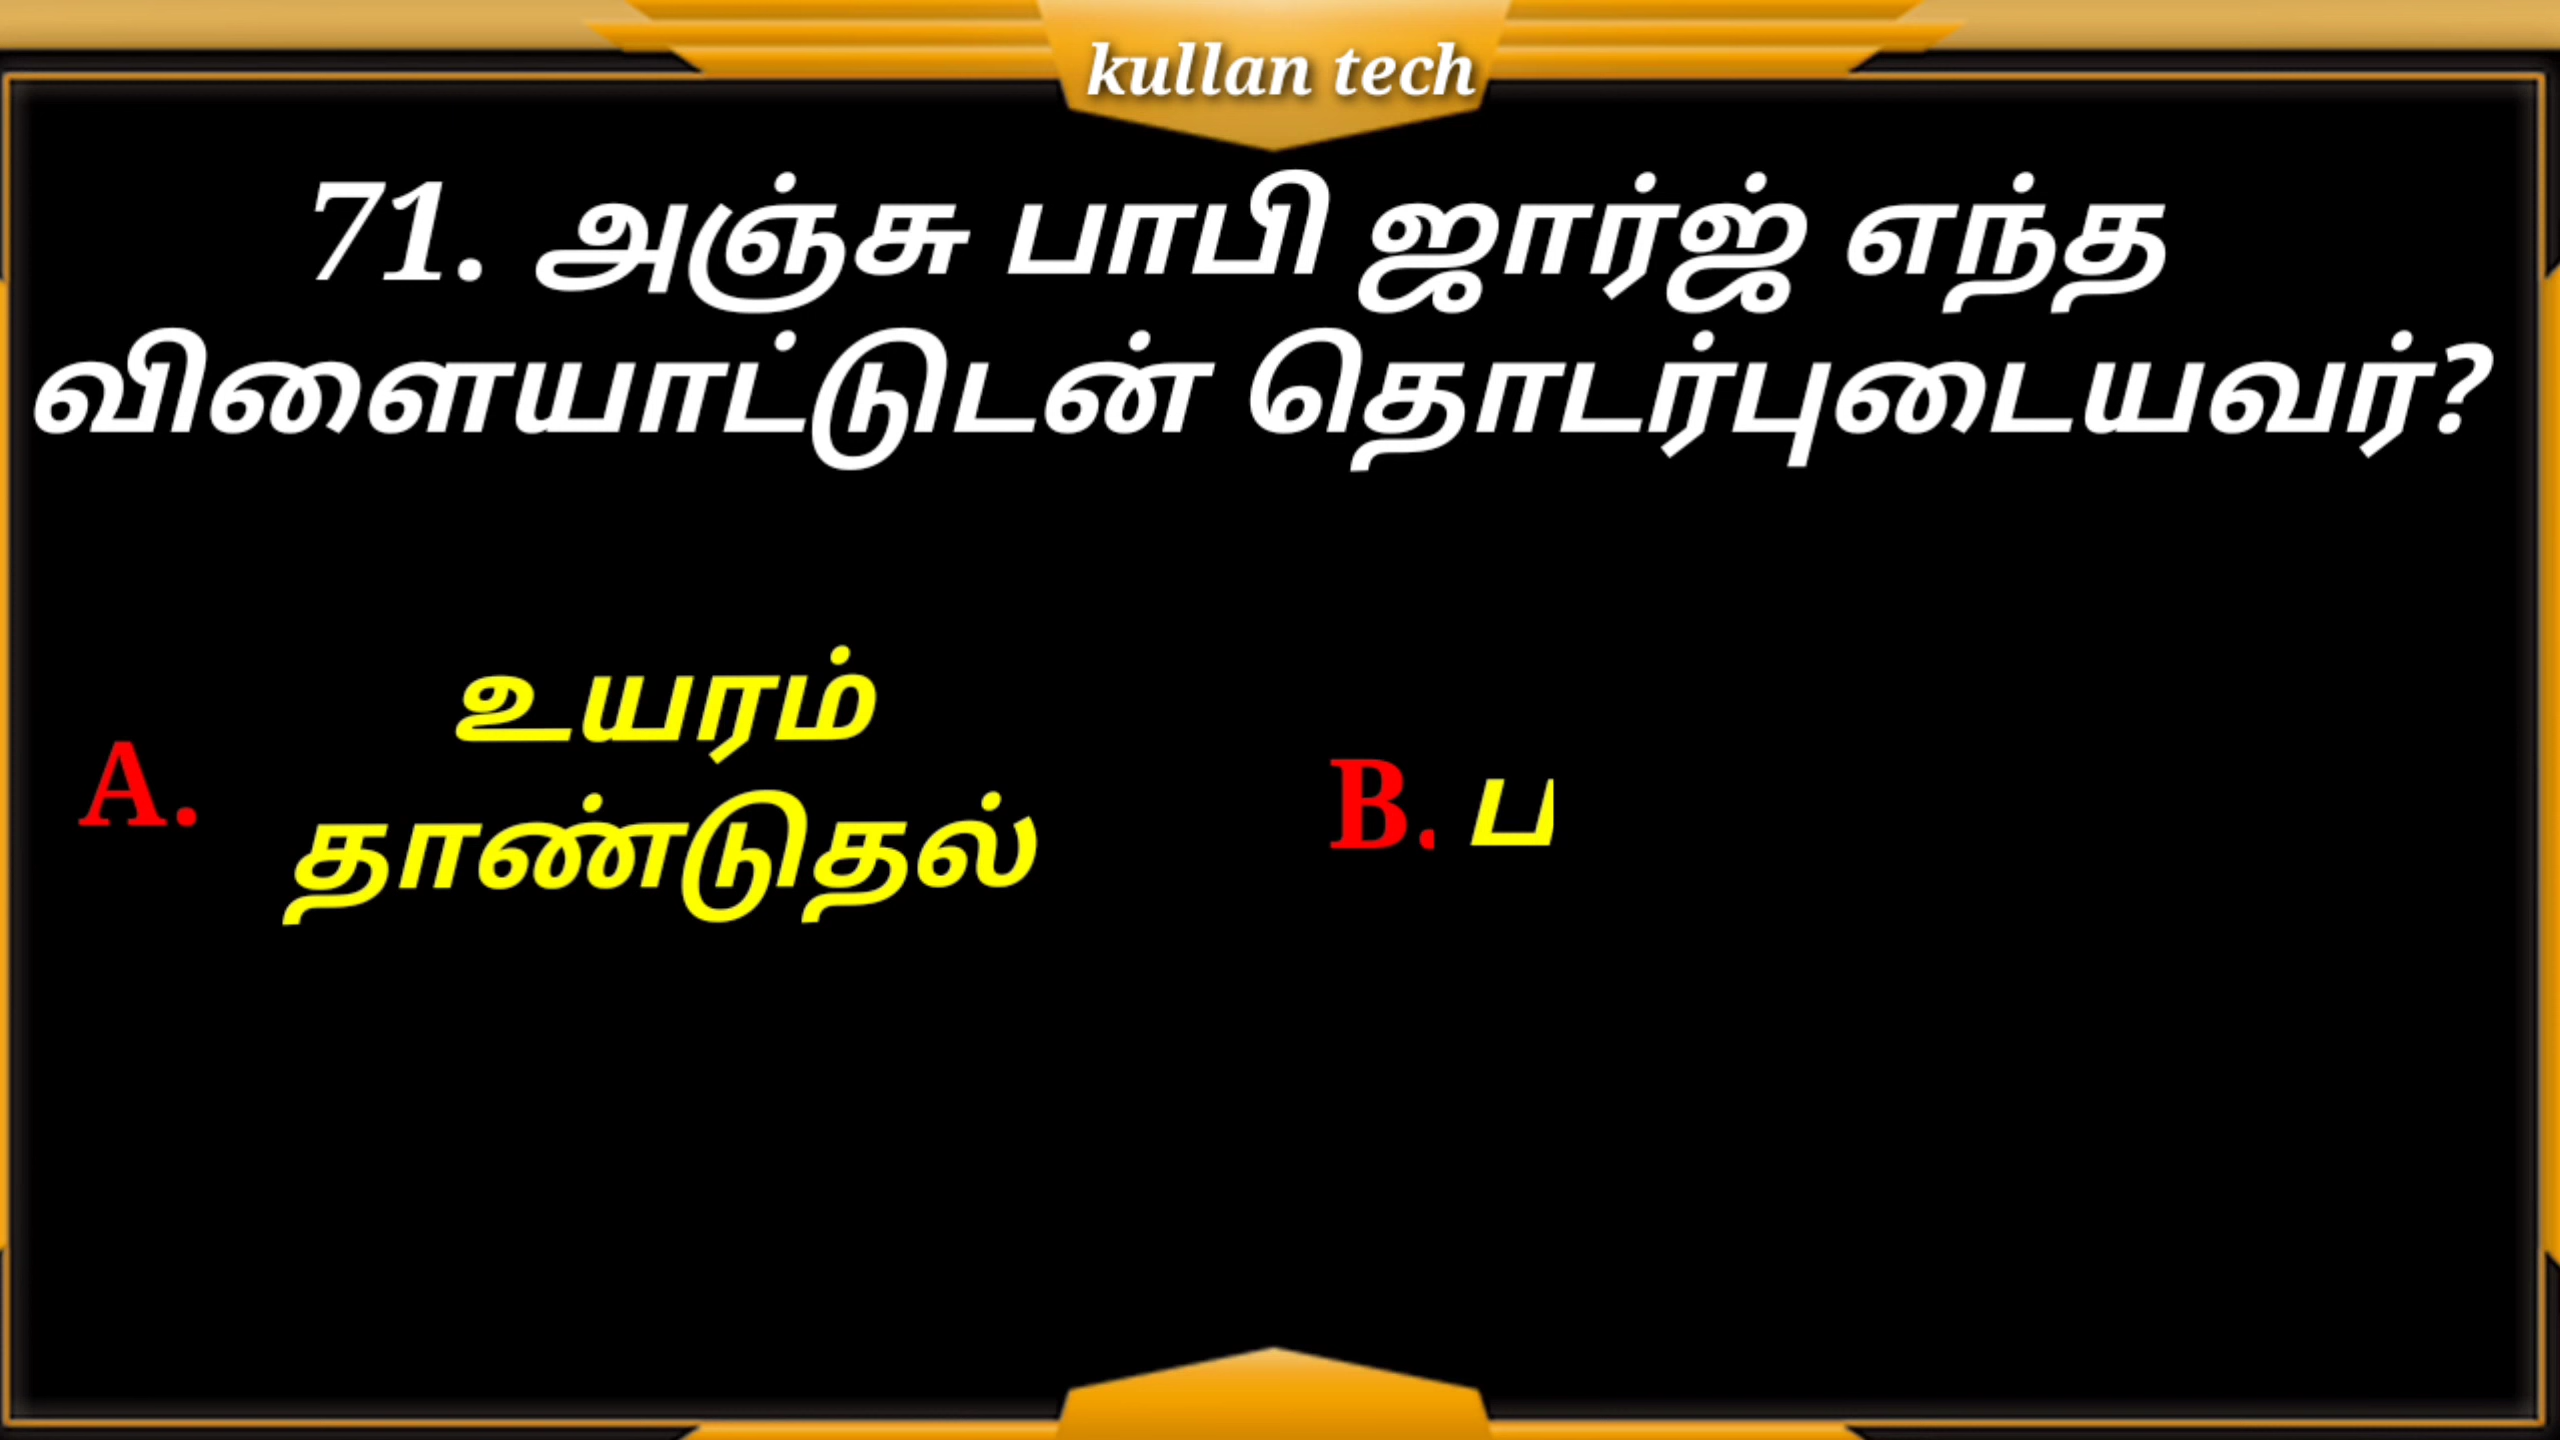 kullan tech
71. அஞ்சு பாபி ஜார்ஜ் எந்த
விளையாட்டுடன் தொடர்புடையவர்?
உயரம்
A.
தாண்டுதல்
B.